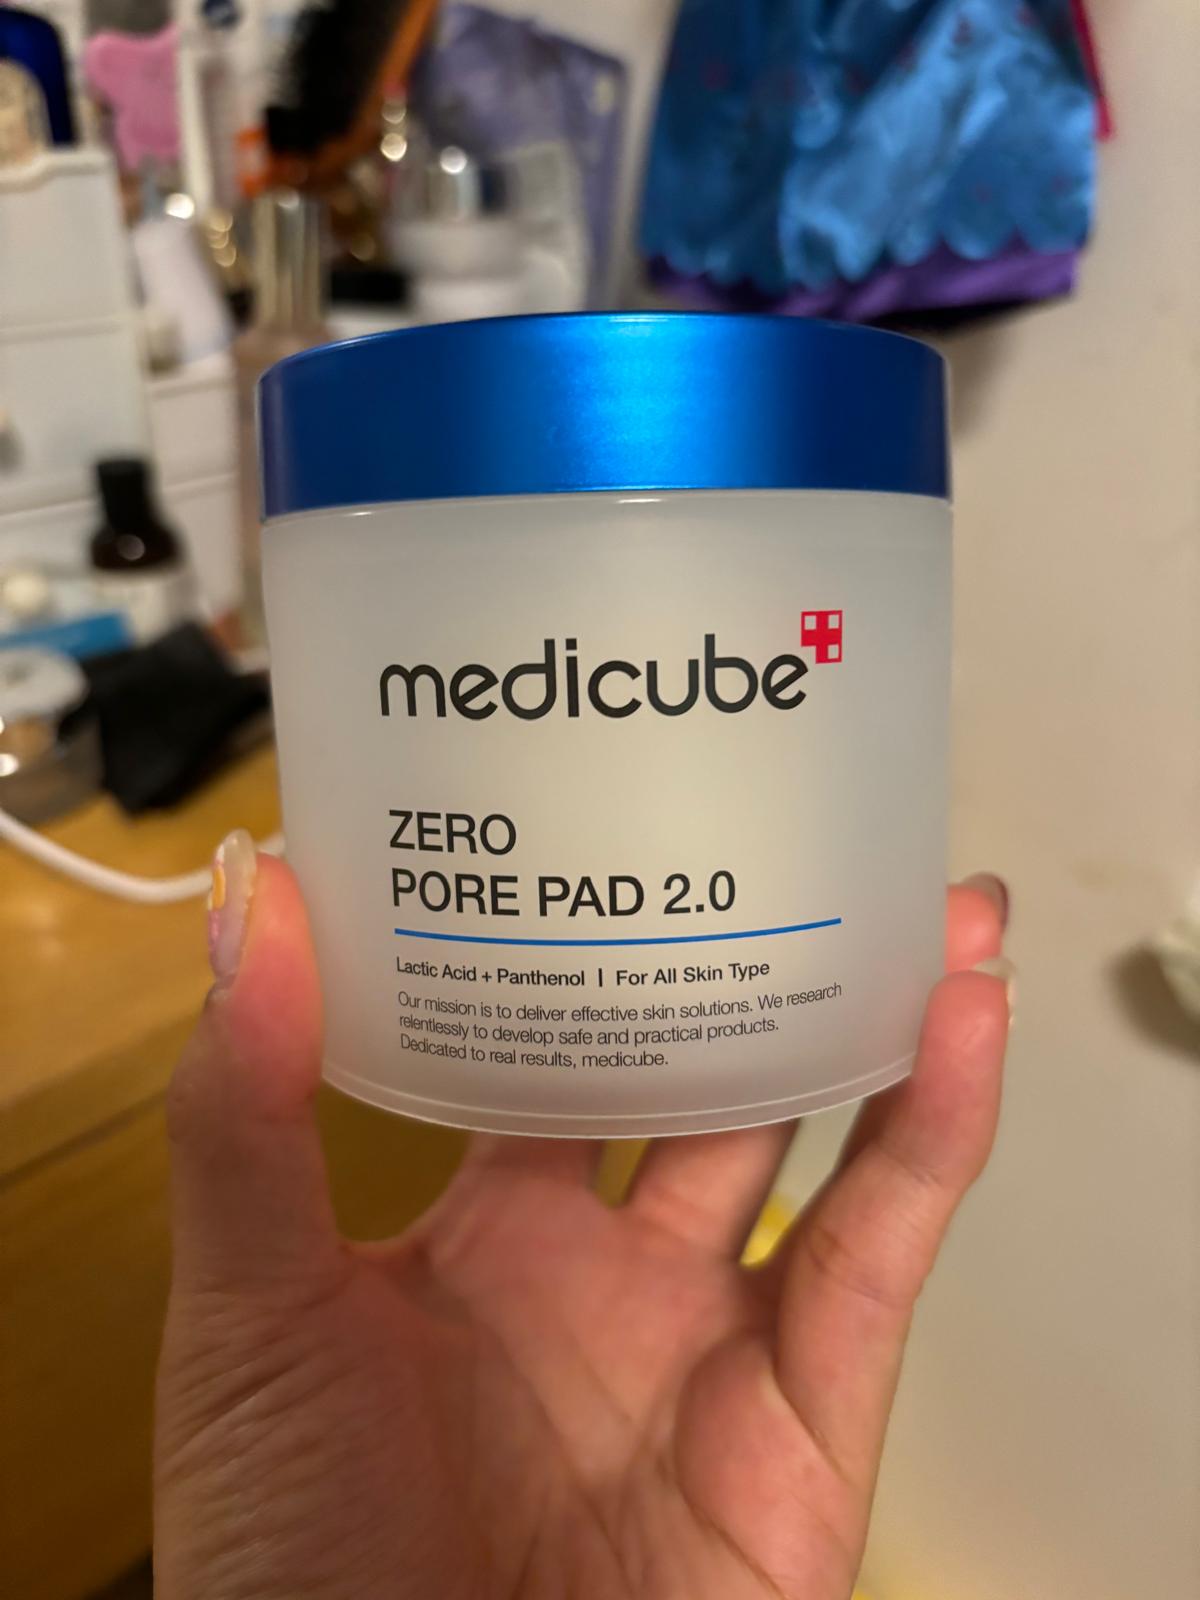 medicube
ZERO
PORE PAD 2.0
Lactic Acid + Panthenol | For All Skin Type
Our mission is to deliver effective skin solutions. We research
relentlessly to develop safe and practical products.
Dedicated to real results, medicube.